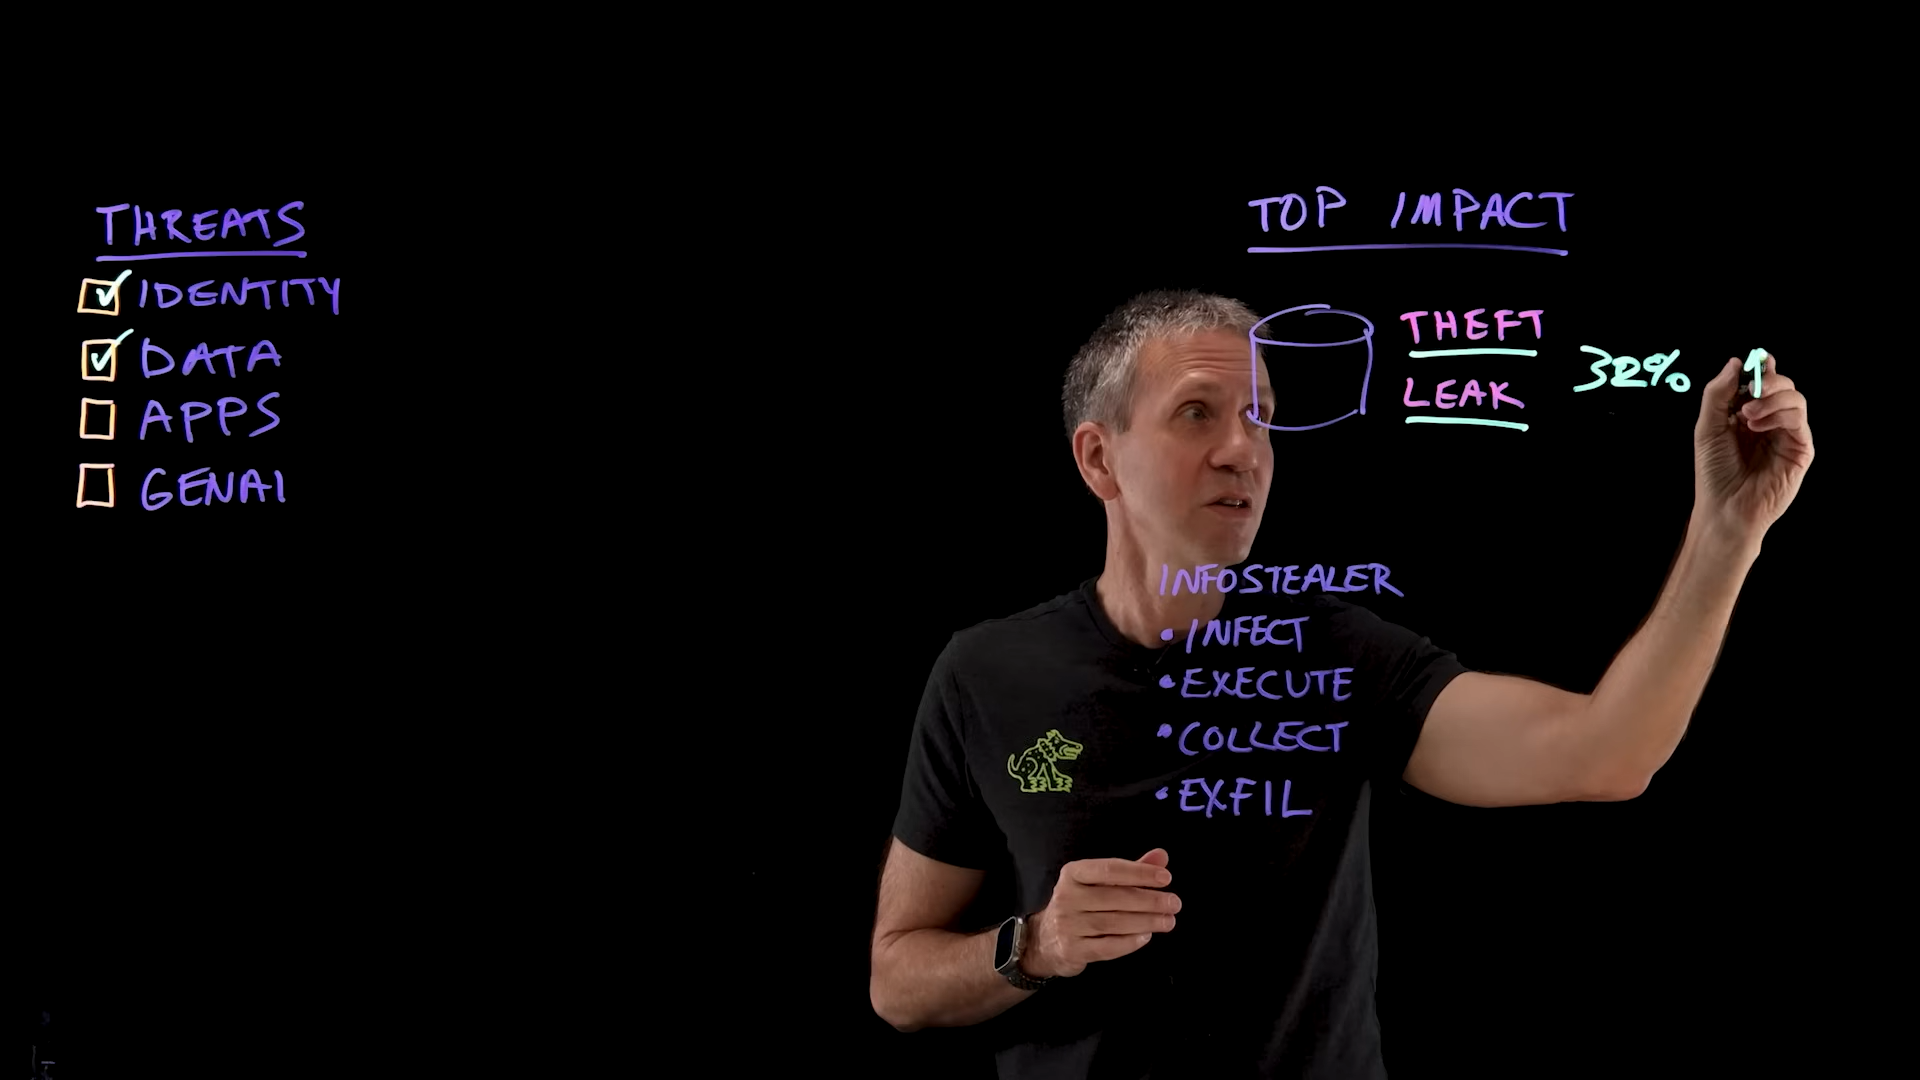 THREATS
IDENTITY
DATA
APPS
GENAI
TOP IMPACT
THEFT
LEAK
32% ↑
INFOSTEALER
• INFECT
• EXECUTE
• COLLECT
• EXFIL